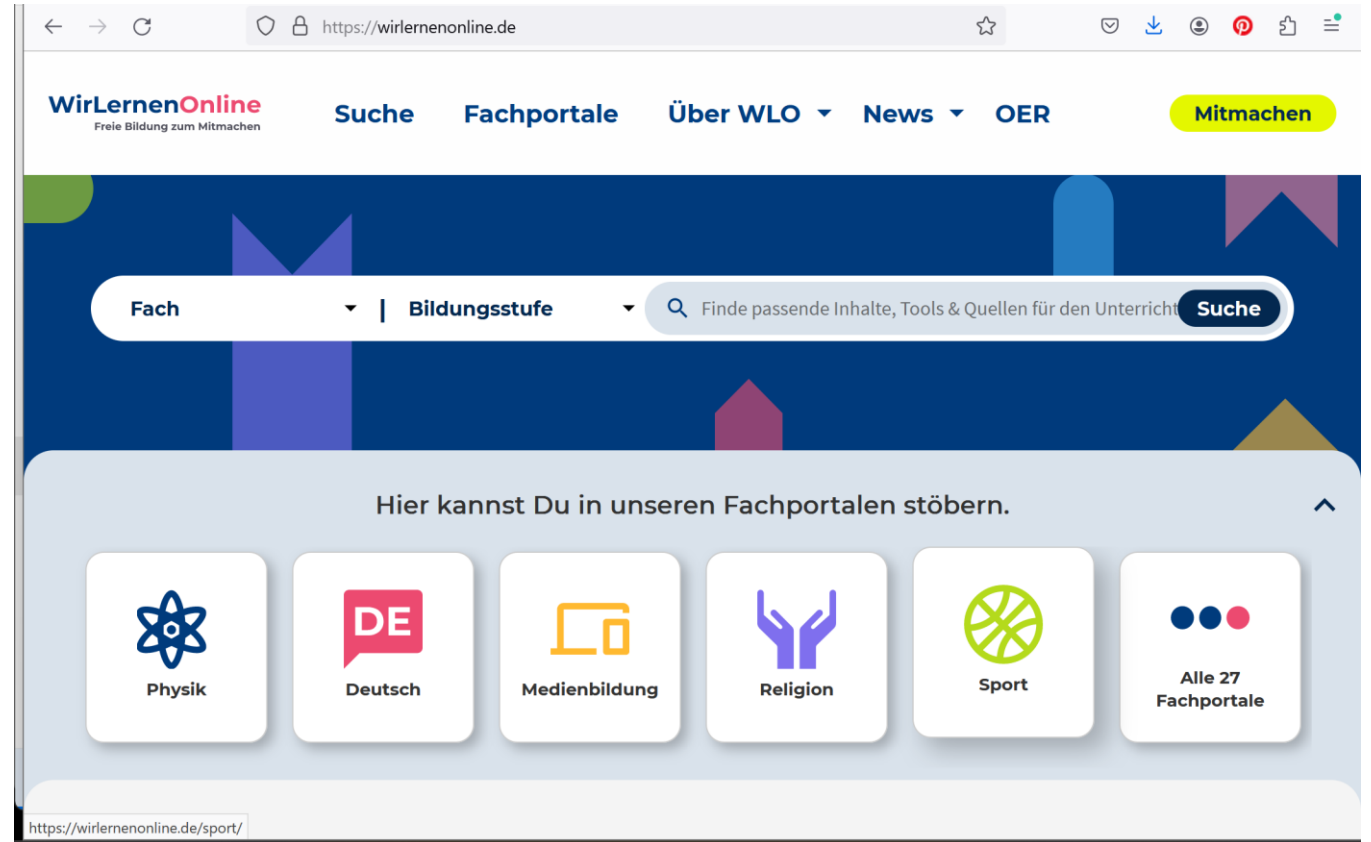 https://wirlernenonline.de
WirLernenOnline
Freie Bildung zum Mitmachen
Suche Fachportale Über WLO News OER Mitmachen
Fach | Bildungsstufe Finde passende Inhalte, Tools & Quellen für den Unterricht Suche
Hier kannst Du in unseren Fachportalen stöbern.
DE
Physik Deutsch Medienbildung Religion Sport Alle 27
Fachportale
https://wirlernenonline.de/sport/